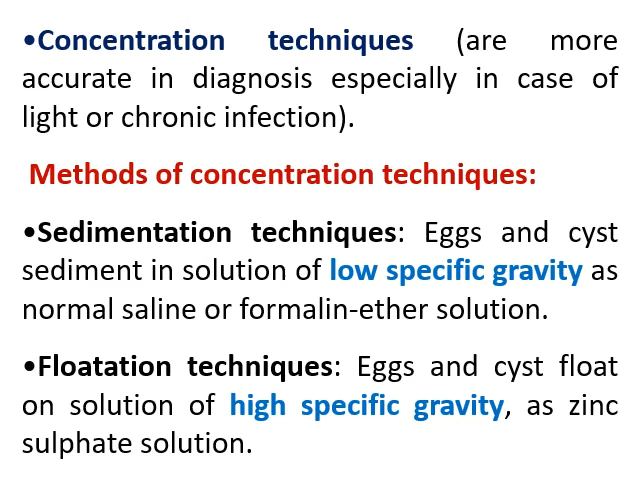 •Concentration techniques (are more
accurate in diagnosis especially in case of
light or chronic infection).
Methods of concentration techniques:
•Sedimentation techniques: Eggs and cyst
sediment in solution of low specific gravity as
normal saline or formalin-ether solution.
•Floatation techniques: Eggs and cyst float
on solution of high specific gravity, as zinc
sulphate solution.